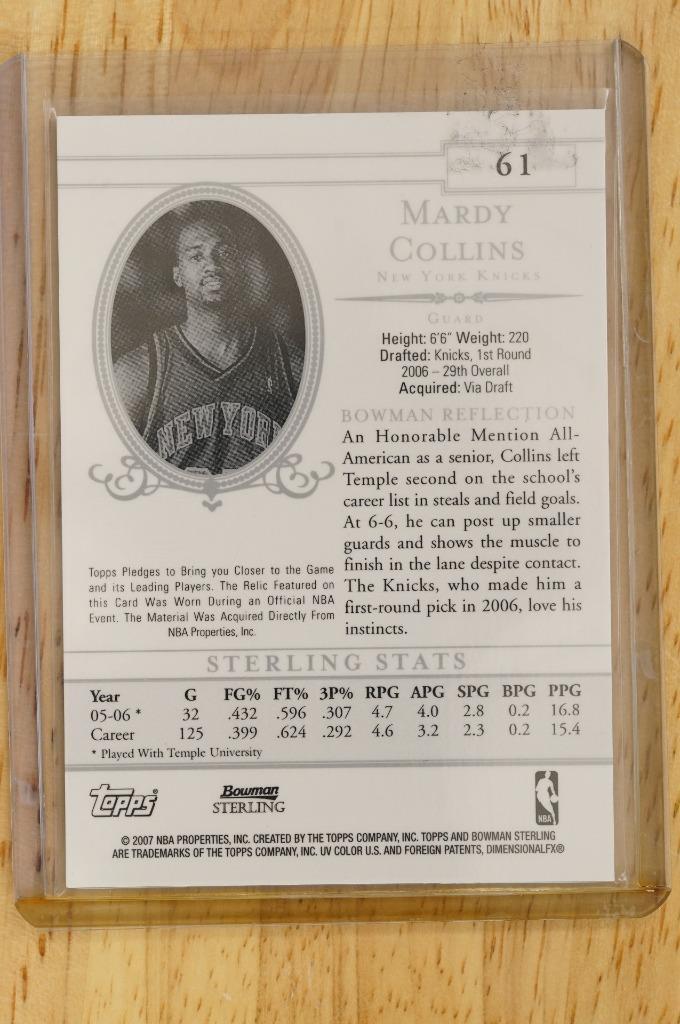 61
MARDY
COLLINS
NEW YORK KNICKS
GUARD
Height: 6'6" Weight: 220
Drafted: Knicks, 1st Round
2006 – 29th Overall
Acquired: Via Draft
NEW YORK
BOWMAN REFLECTION
An Honorable Mention All-
American as a senior, Collins left
Temple second on the school's
career list in steals and field goals.
At 6-6, he can post up smaller
guards and shows the muscle to
finish in the lane despite contact.
The Knicks, who made him a
first-round pick in 2006, love his
instincts.
Topps Pledges to Bring you Closer to the Game
and its Leading Players. The Relic Featured on
this Card Was Worn During an Official NBA
Event. The Material Was Acquired Directly From
NBA Properties, Inc.
STERLING STATS
Year G FG% FT% 3P% RPG APG SPG BPG PPG
05-06 * 32 .432 .596 .307 4.7 4.0 2.8 0.2 16.8
Career 125 .399 .624 .292 4.6 3.2 2.3 0.2 15.4
* Played With Temple University
Topps
Bowman
STERLING
NBA
© 2007 NBA PROPERTIES, INC. CREATED BY THE TOPPS COMPANY, INC. TOPPS AND BOWMAN STERLING
ARE TRADEMARKS OF THE TOPPS COMPANY, INC. UV COLOR U.S. AND FOREIGN PATENTS, DIMENSIONALFX®